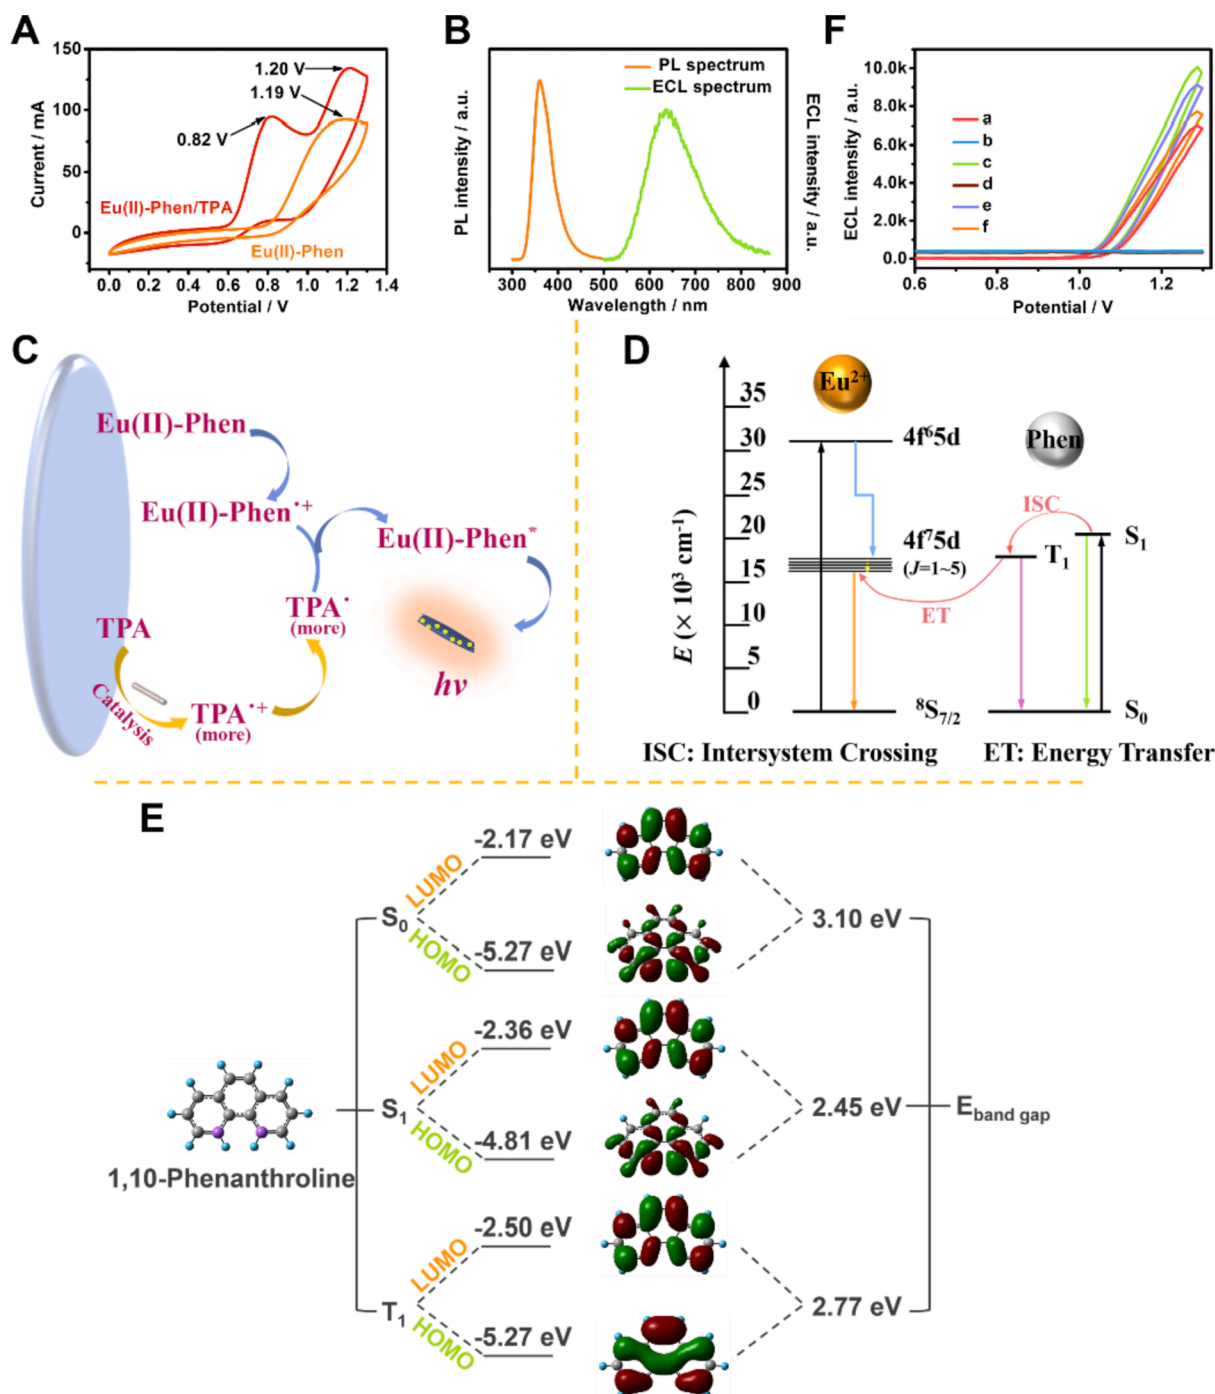 A
150
100
50
0
Current / mA
1.20 V
1.19 V
0.82 V
Eu(II)-Phen/TPA
Eu(II)-Phen
0.0 0.2 0.4 0.6 0.8 1.0 1.2 1.4
Potential / V
B
PL spectrum
ECL spectrum
PL intensity / a.u.
ECL intensity / a.u.
300 400 500 600 700 800 900
Wavelength / nm
F
10.0k
8.0k
6.0k
4.0k
2.0k
0.0
ECL intensity / a.u.
a
b
c
d
e
f
0.6 0.8 1.0 1.2
Potential / V
C
Eu(II)-Phen
Eu(II)-Phen·+
Eu(II)-Phen*
TPA·
(more)
TPA
Catalysis
TPA·+
(more)
hν
D
Eu²⁺
Phen
35
30
25
20
15
10
5
0
E (× 10³ cm⁻¹)
4f⁶5d
4f⁷5d
(J=1~5)
⁸S₇/₂
ISC
S₁
T₁
ET
S₀
ISC: Intersystem Crossing
ET: Energy Transfer
E
1,10-Phenanthroline
S₀
LUMO
-2.17 eV
HOMO
-5.27 eV
3.10 eV
S₁
LUMO
-2.36 eV
HOMO
-4.81 eV
2.45 eV
E band gap
T₁
LUMO
-2.50 eV
HOMO
-5.27 eV
2.77 eV